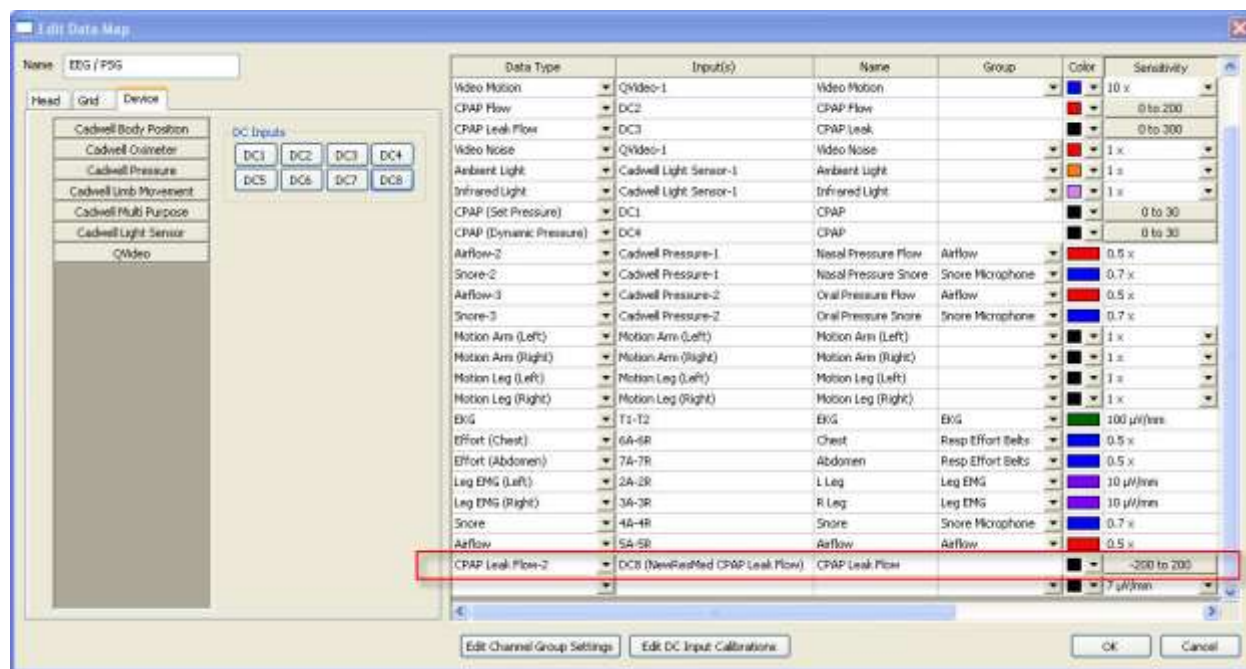 Edit Data Map
Name EEG / PSG
Head Grid Device
Cadwell Body Position
Cadwell Oximeter
Cadwell Pressure
Cadwell Limb Movement
Cadwell Multi Purpose
Cadwell Light Sensor
QVideo
DC Inputs
DC1 DC2 DC3 DC4
DC5 DC6 DC7 DC8
Data Type Input(s) Name Group Color Sensitivity
Video Motion QVideo-1 Video Motion 10 x
CPAP Flow DC2 CPAP Flow 0 to 200
CPAP Leak Flow DC3 CPAP Leak 0 to 300
Video Noise QVideo-1 Video Noise 1 x
Ambient Light Cadwell Light Sensor-1 Ambient Light 1 x
Infrared Light Cadwell Light Sensor-1 Infrared Light 1 x
CPAP (Set Pressure) DC1 CPAP 0 to 30
CPAP (Dynamic Pressure) DC4 CPAP 0 to 30
Airflow-2 Cadwell Pressure-1 Nasal Pressure Flow Airflow 0.5 x
Snore-2 Cadwell Pressure-1 Nasal Pressure Snore Snore Microphone 0.7 x
Airflow-3 Cadwell Pressure-2 Oral Pressure Flow Airflow 0.5 x
Snore-3 Cadwell Pressure-2 Oral Pressure Snore Snore Microphone 0.7 x
Motion Arm (Left) Motion Arm (Left) Motion Arm (Left) 1 x
Motion Arm (Right) Motion Arm (Right) Motion Arm (Right) 1 x
Motion Leg (Left) Motion Leg (Left) Motion Leg (Left) 1 x
Motion Leg (Right) Motion Leg (Right) Motion Leg (Right) 1 x
EKG T1-T2 EKG EKG 100 µV/mm
Effort (Chest) 6A-6R Chest Resp Effort Belts 0.5 x
Effort (Abdomen) 7A-7R Abdomen Resp Effort Belts 0.5 x
Leg EMG (Left) 2A-2R L Leg Leg EMG 10 µV/mm
Leg EMG (Right) 3A-3R R Leg Leg EMG 10 µV/mm
Snore 4A-4R Snore Snore Microphone 0.7 x
Airflow 5A-5R Airflow Airflow 0.5 x
CPAP Leak Flow-2 DC8 (NewResMed CPAP Leak Flow) CPAP Leak Flow -200 to 200
7 µV/mm
Edit Channel Group Settings Edit DC Input Calibrations OK Cancel